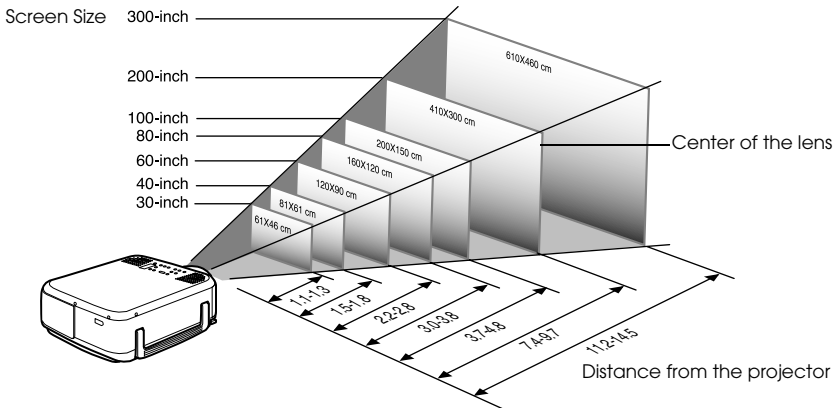 Screen Size 300-inch
200-inch
100-inch
80-inch
60-inch
40-inch
30-inch
610X460 cm
410X300 cm
200X150 cm
160X120 cm
120X90 cm
81X61 cm
61X46 cm
Center of the lens
1.1-1.3
1.5-1.8
2.2-2.8
3.0-3.8
3.7-4.8
7.4-9.7
11.2-14.5
Distance from the projector